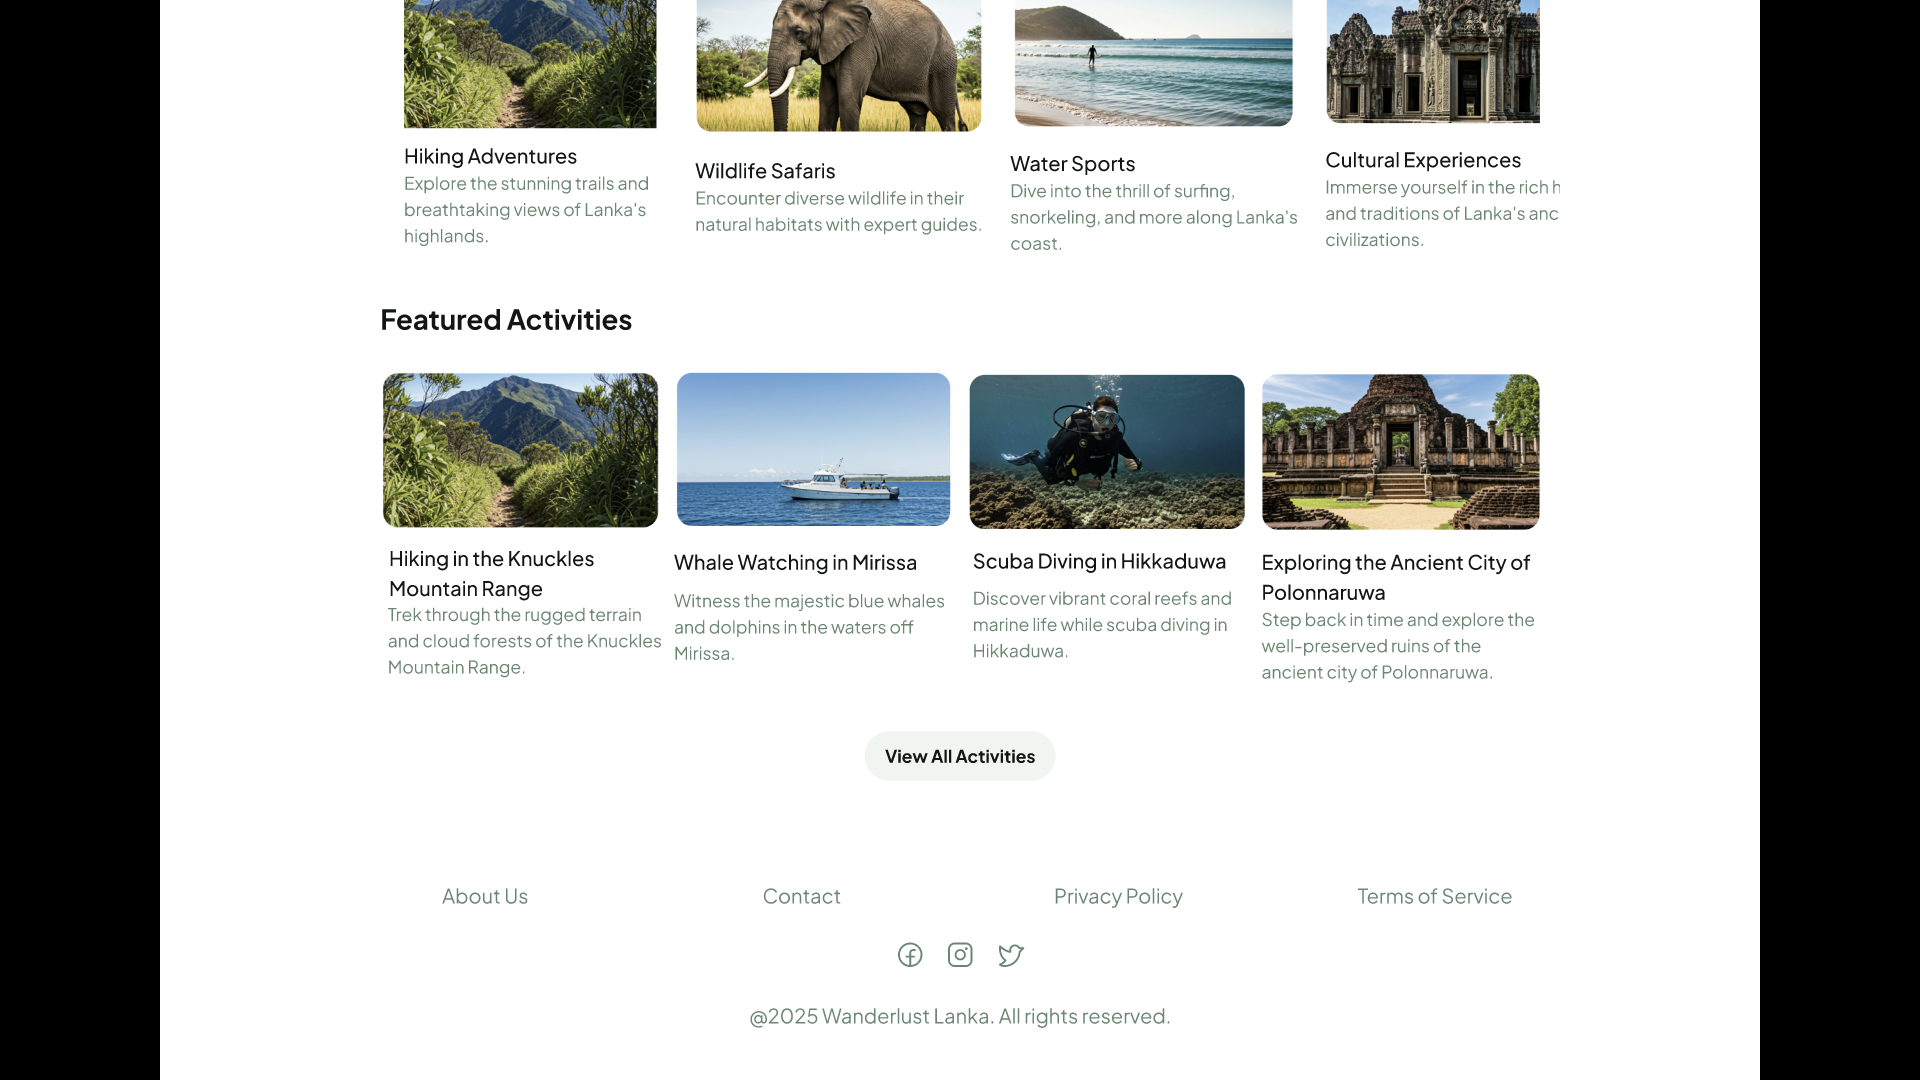 Hiking Adventures
Explore the stunning trails and
breathtaking views of Lanka's
highlands.
Wildlife Safaris
Encounter diverse wildlife in their
natural habitats with expert guides.
Water Sports
Dive into the thrill of surfing,
snorkeling, and more along Lanka's
coast.
Cultural Experiences
Immerse yourself in the rich
and traditions of Lanka's
civilizations.
Featured Activities
Hiking in the Knuckles
Mountain Range
Trek through the rugged terrain
and cloud forests of the Knuckles
Mountain Range.
Whale Watching in Mirissa
Witness the majestic blue whales
and dolphins in the waters off
Mirissa.
Scuba Diving in Hikkaduwa
Discover vibrant coral reefs and
marine life while scuba diving in
Hikkaduwa.
Exploring the Ancient City of
Polonnaruwa
Step back in time and explore the
well-preserved ruins of the
ancient city of Polonnaruwa.
View All Activities
About Us
Contact
Privacy Policy
Terms of Service
@2025 Wanderlust Lanka. All rights reserved.